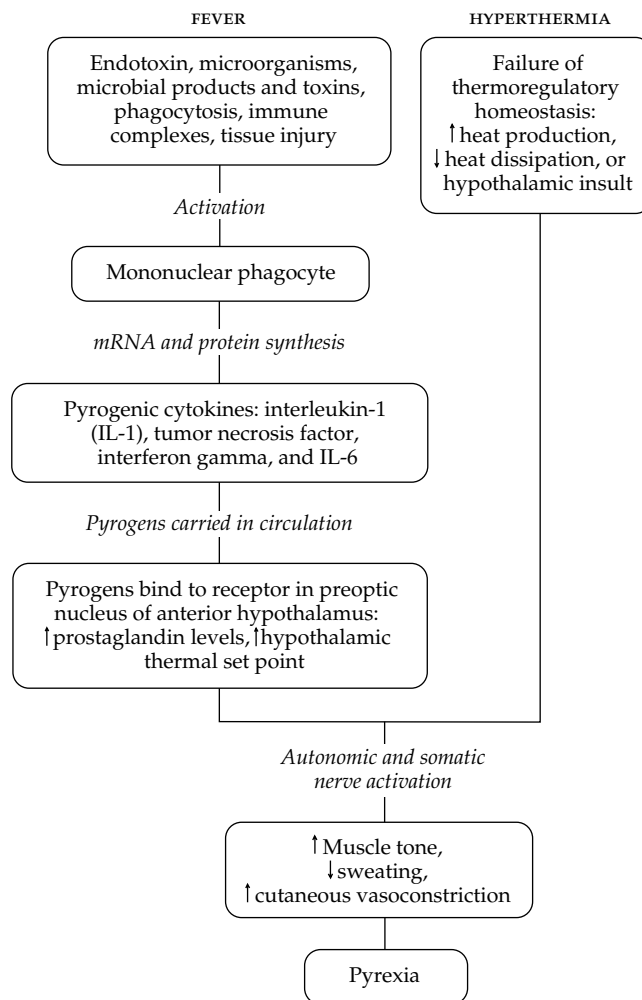 FEVER
Endotoxin, microorganisms,
microbial products and toxins,
phagocytosis, immune
complexes, tissue injury
Activation
Mononuclear phagocyte
mRNA and protein synthesis
Pyrogenic cytokines: interleukin-1
(IL-1), tumor necrosis factor,
interferon gamma, and IL-6
Pyrogens carried in circulation
Pyrogens bind to receptor in preoptic
nucleus of anterior hypothalamus:
↑prostaglandin levels, ↑hypothalamic
thermal set point
HYPERTHERMIA
Failure of
thermoregulatory
homeostasis:
↑heat production,
↓heat dissipation, or
hypothalamic insult
Autonomic and somatic
nerve activation
↑Muscle tone,
↓sweating,
↑cutaneous vasoconstriction
Pyrexia